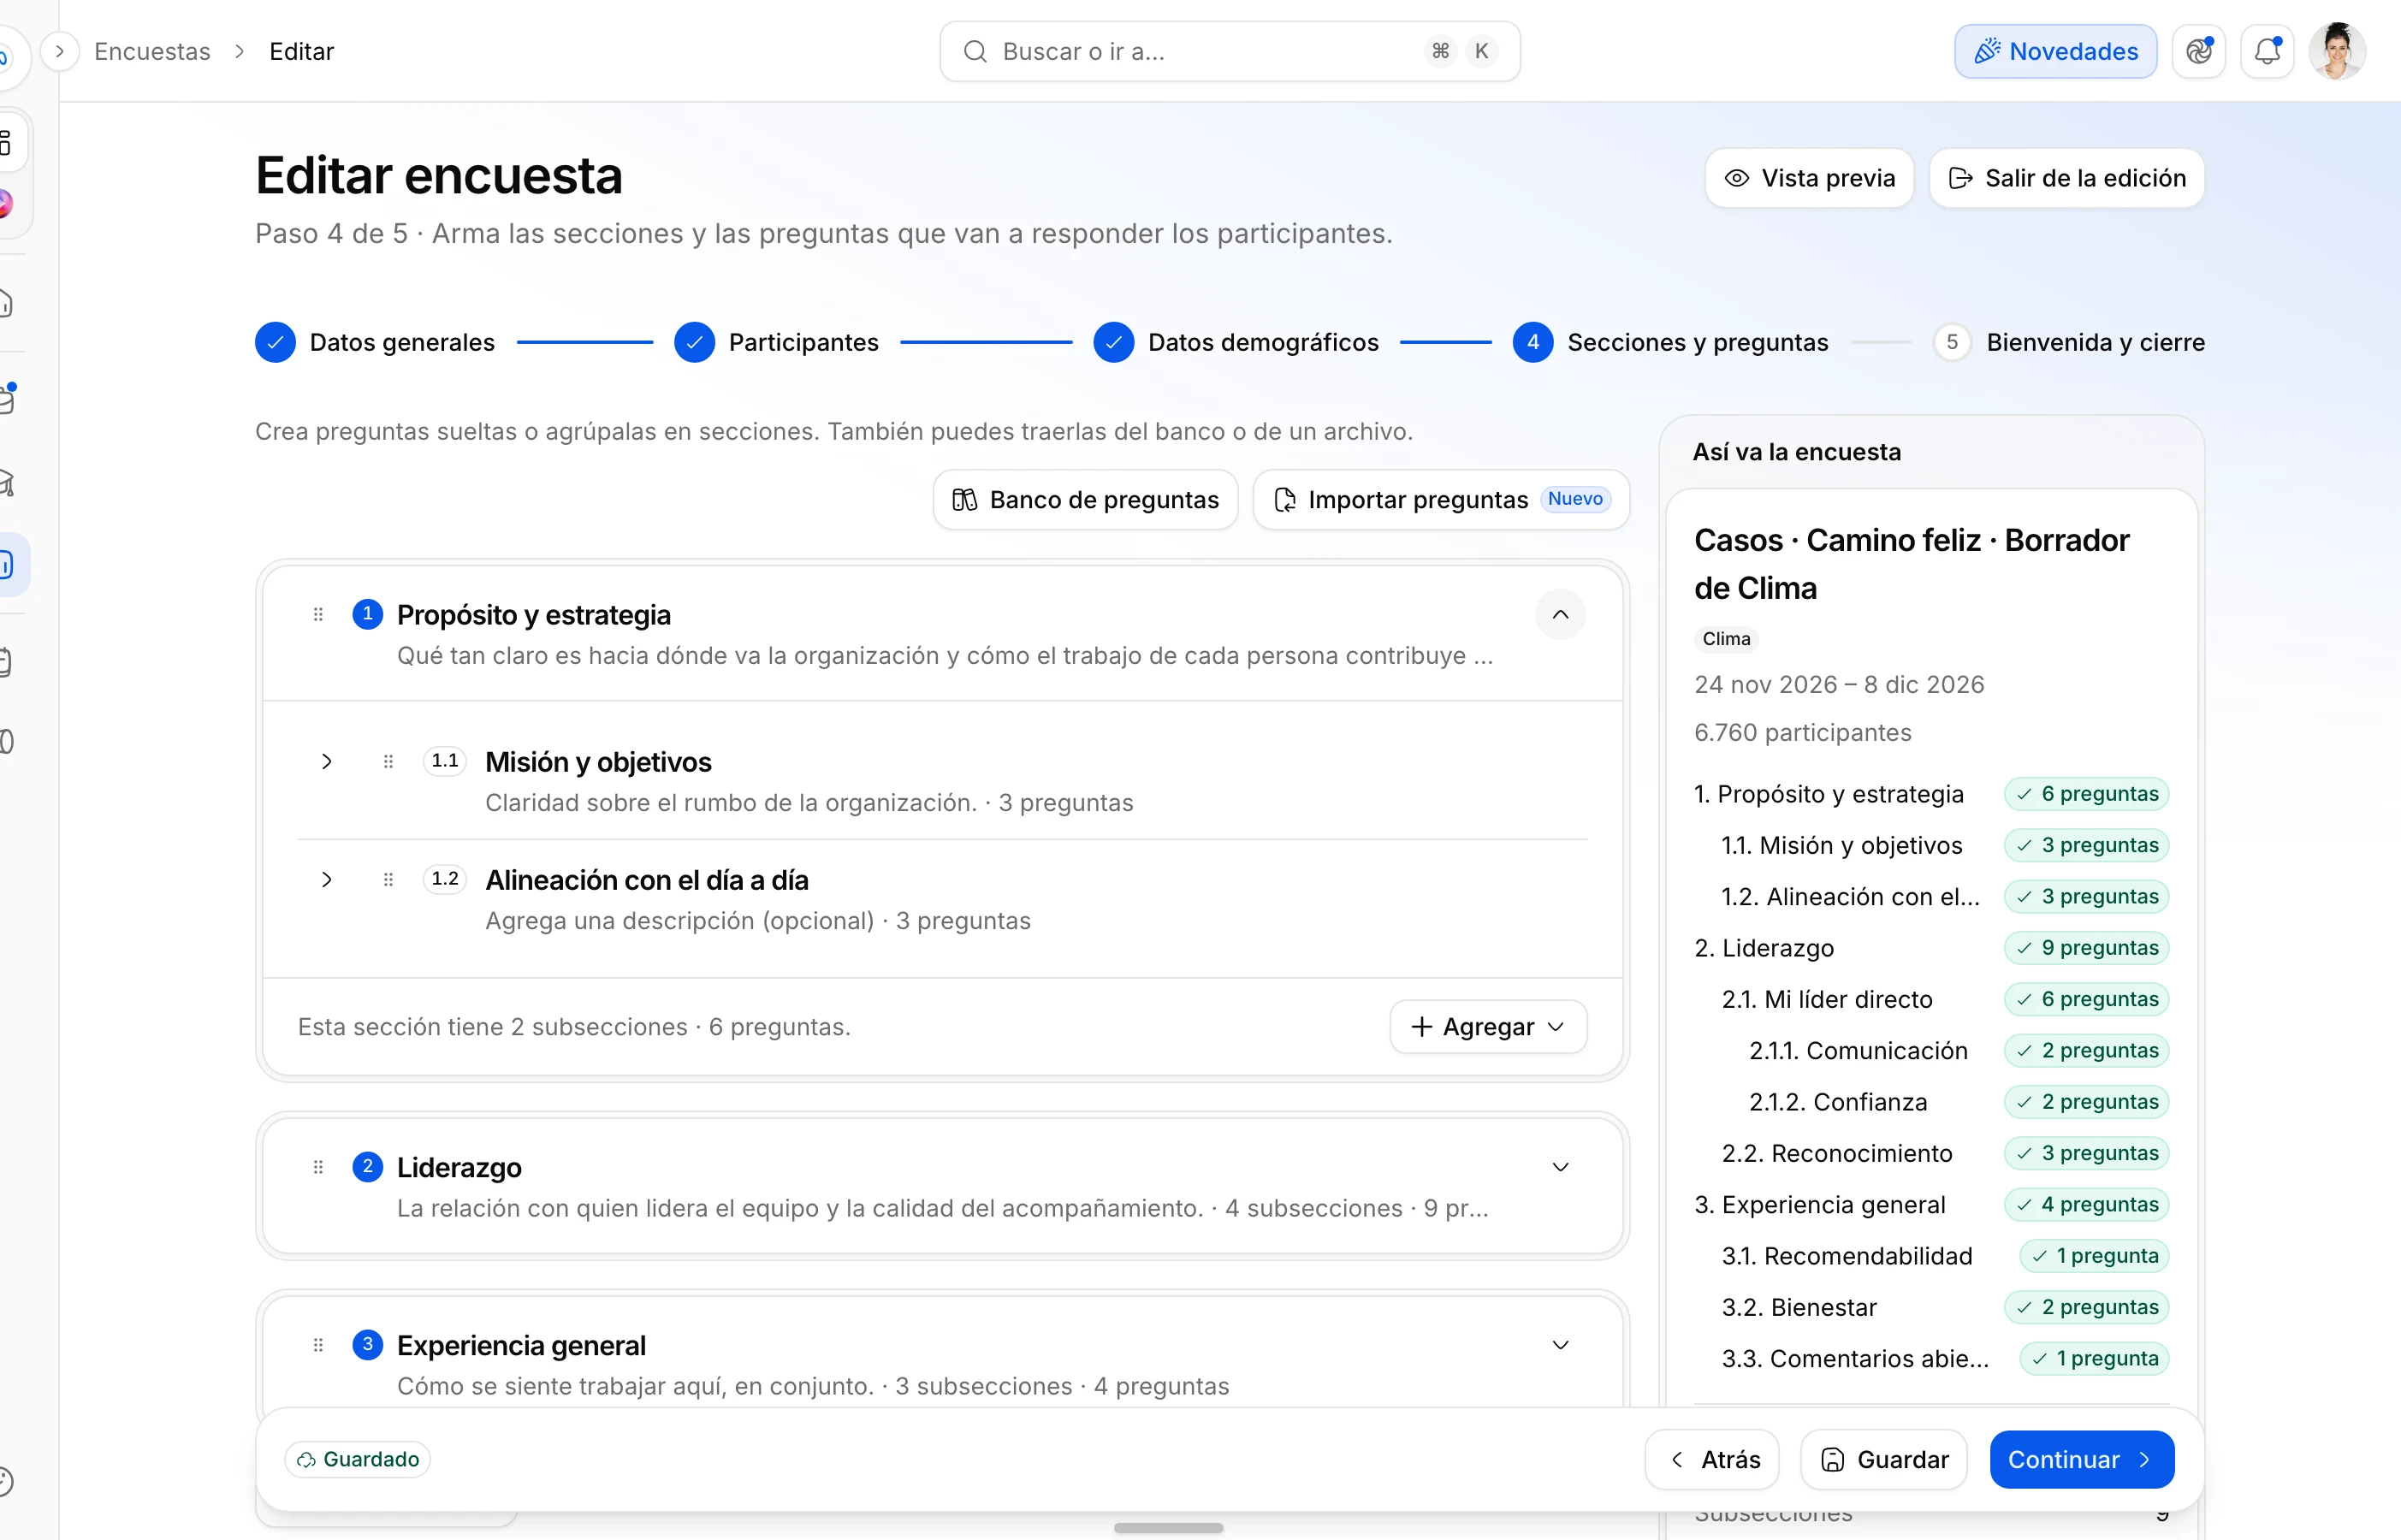 Encuestas
Editar
Buscar o ir a...
⌘ K
Novedades
Editar encuesta
Paso 4 de 5 · Arma las secciones y las preguntas que van a responder los participantes.
Vista previa
Salir de la edición
Datos generales
Participantes
Datos demográficos
4 Secciones y preguntas
5 Bienvenida y cierre
Crea preguntas sueltas o agrúpalas en secciones. También puedes traerlas del banco o de un archivo.
Banco de preguntas
Importar preguntas Nuevo
1 Propósito y estrategia
Qué tan claro es hacia dónde va la organización y cómo el trabajo de cada persona contribuye ...
1.1 Misión y objetivos
Claridad sobre el rumbo de la organización. · 3 preguntas
1.2 Alineación con el día a día
Agrega una descripción (opcional) · 3 preguntas
Esta sección tiene 2 subsecciones · 6 preguntas.
Agregar
2 Liderazgo
La relación con quien lidera el equipo y la calidad del acompañamiento. · 4 subsecciones · 9 pr...
3 Experiencia general
Cómo se siente trabajar aquí, en conjunto. · 3 subsecciones · 4 preguntas
Así va la encuesta
Casos · Camino feliz · Borrador
de Clima
Clima
24 nov 2026 – 8 dic 2026
6.760 participantes
1. Propósito y estrategia 6 preguntas
1.1. Misión y objetivos 3 preguntas
1.2. Alineación con el... 3 preguntas
2. Liderazgo 9 preguntas
2.1. Mi líder directo 6 preguntas
2.1.1. Comunicación 2 preguntas
2.1.2. Confianza 2 preguntas
2.2. Reconocimiento 3 preguntas
3. Experiencia general 4 preguntas
3.1. Recomendabilidad 1 pregunta
3.2. Bienestar 2 preguntas
3.3. Comentarios abie... 1 pregunta
Subsecciones 9
Guardado
Atrás
Guardar
Continuar